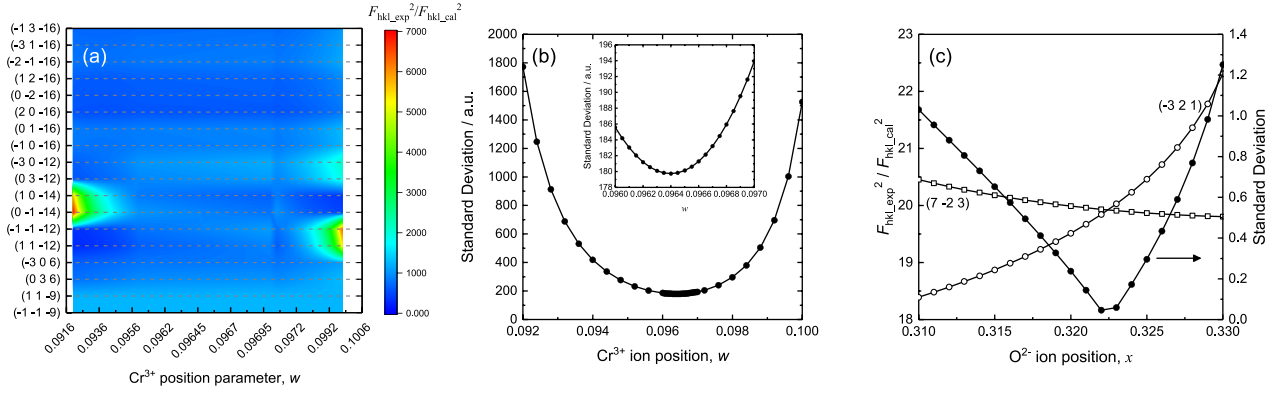 F hkl_exp 2/F hkl_cal 2
(a)
(-1 3 -16)
(-3 1 -16)
(-2 -1 -16)
(1 2 -16)
(0 -2 -16)
(2 0 -16)
(0 1 -16)
(-1 0 -16)
(-3 0 -12)
(0 3 -12)
(1 0 -14)
(0 -1 -14)
(-1 -1 -12)
(1 1 -12)
(-3 0 6)
(0 3 6)
(1 1 -9)
(-1 -1 -9)
0.0916
0.0936
0.0956
0.0962
0.09645
0.0967
0.09695
0.0972
0.0992
0.1006
Cr3+ position parameter, w
7000
6000
5000
4000
3000
2000
1000
0.000
(b)
Standard Deviation / a.u.
2000
1800
1600
1400
1200
1000
800
600
400
200
0
0.092
0.094
0.096
0.098
0.100
Cr3+ ion position, w
Standard Deviation / a.u.
196
194
192
190
188
186
184
182
180
178
0.0960
0.0962
0.0964
0.0966
0.0968
0.0970
w
(c)
F hkl_exp 2 / F hkl_cal 2
23
22
21
20
19
18
(-3 2 1)
(7 -2 3)
0.310
0.315
0.320
0.325
0.330
O2- ion position, x
1.4
1.2
1.0
0.8
0.6
0.4
0.2
0.0
Standard Deviation